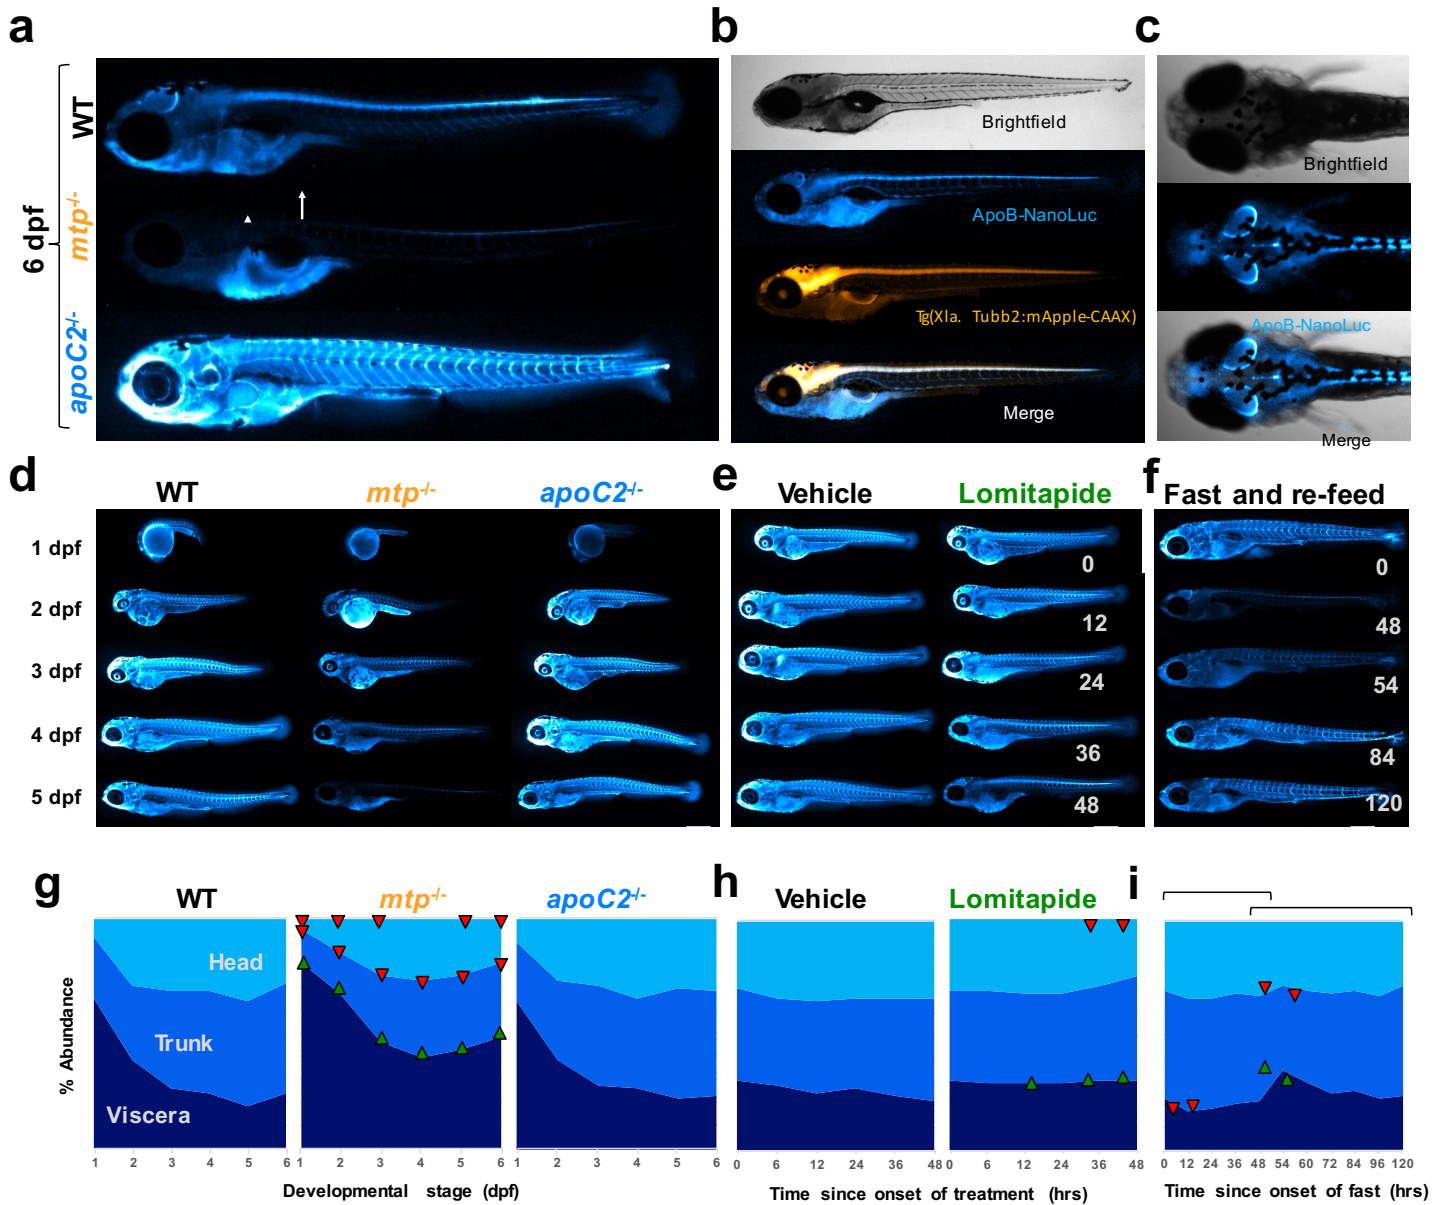 a
WT
mtp-/-
apoC2-/-
6 dpf
b
Brightfield
ApoB-NanoLuc
Tg(Xla. Tubb2:mApple-CAAX)
Merge
c
Brightfield
ApoB-NanoLuc
Merge
d
WT mtp-/- apoC2-/-
1 dpf
2 dpf
3 dpf
4 dpf
5 dpf
e
Vehicle Lomitapide
0
12
24
36
48
f
Fast and re-feed
0
48
54
84
120
g
WT mtp-/- apoC2-/-
% Abundance
Head
Trunk
Viscera
1 2 3 4 5 6
1 2 3 4 5 6
1 2 3 4 5 6
Developmental stage (dpf)
h
Vehicle Lomitapide
0 6 12 24 36 48
0 6 12 24 36 48
Time since onset of treatment (hrs)
i
0 12 24 36 48 60 72 84 96 120
Time since onset of fast (hrs)